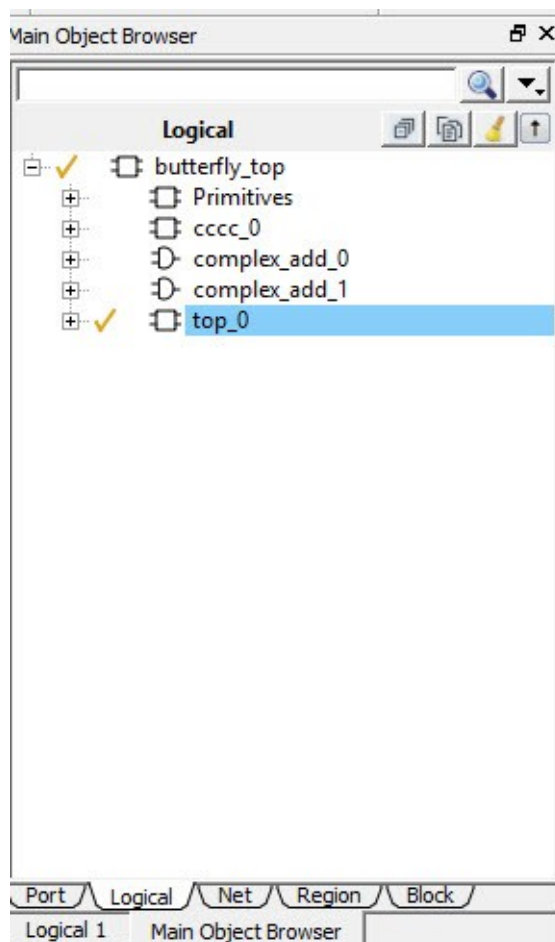 Main Object Browser
Logical
butterfly_top
Primitives
cccc_0
complex_add_0
complex_add_1
top_0
Port Logical Net Region Block
Logical 1 Main Object Browser